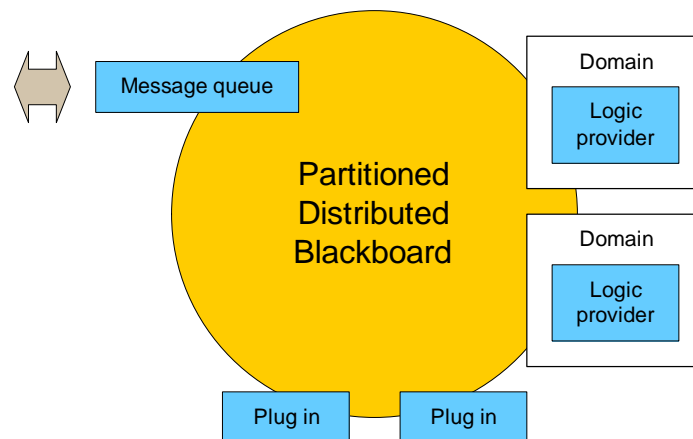 Message queue
Domain
Logic
provider
Partitioned
Distributed
Blackboard
Domain
Logic
provider
Plug in
Plug in